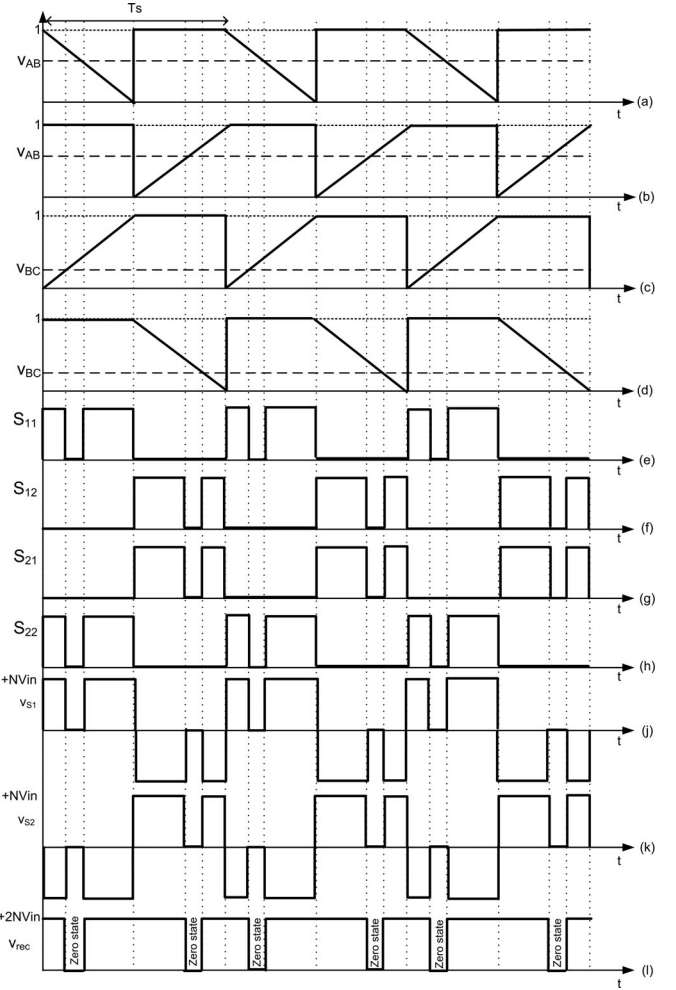 Ts
1
VAB
(a)
t
1
VAB
(b)
t
1
VBC
(c)
t
1
VBC
(d)
t
S11
(e)
t
S12
(f)
t
S21
(g)
t
S22
(h)
t
+NVin
vS1
(j)
t
+NVin
vS2
(k)
t
+2NVin
Vrec
Zero state
Zero state
Zero state
Zero state
Zero state
Zero state
(l)
t